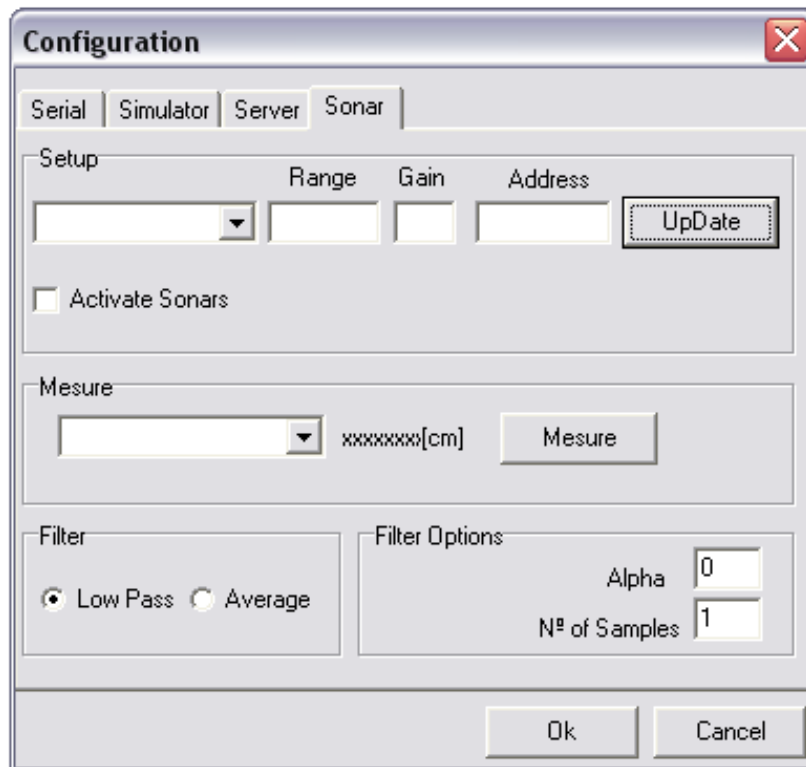 Configuration
Serial Simulator Server Sonar
Setup
Range Gain Address
UpDate
Activate Sonars
Mesure
xxxxxxxx[cm] Mesure
Filter
Low Pass Average
Filter Options
Alpha 0
Nº of Samples 1
Ok Cancel